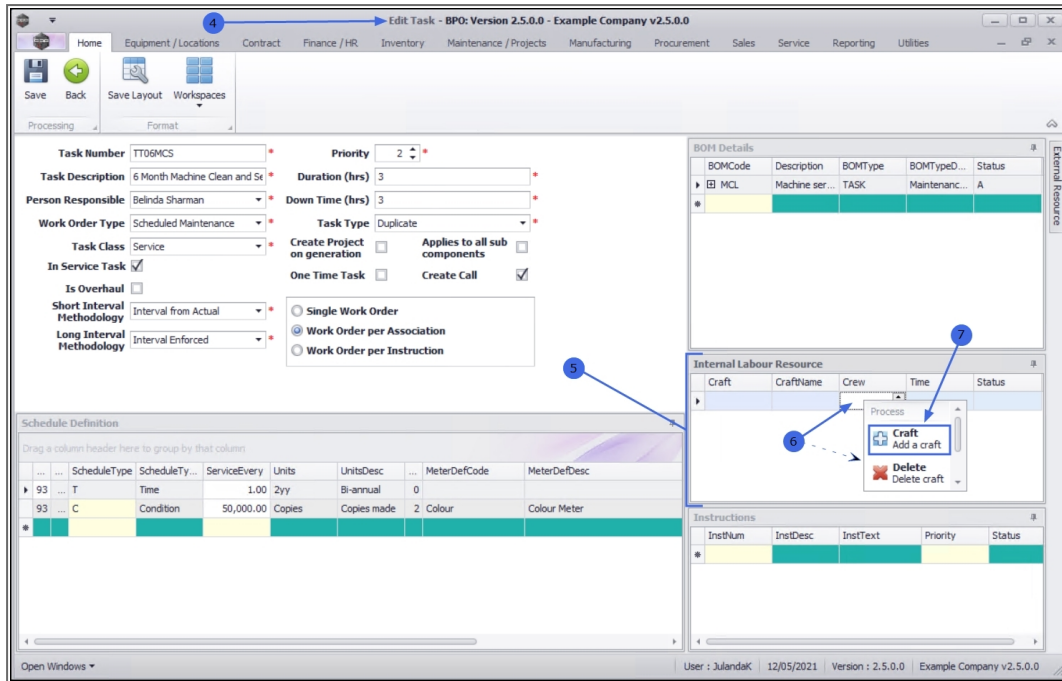 4
Edit Task - BPO: Version 2.5.0.0 - Example Company v2.5.0.0
Home Equipment / Locations Contract Finance / HR Inventory Maintenance / Projects Manufacturing Procurement Sales Service Reporting Utilities
Save Back Save Layout Workspaces
Processing Format
Task Number TT06MCS *
Task Description 6 Month Machine Clean and Se *
Person Responsible Belinda Sharman *
Work Order Type Scheduled Maintenance *
Task Class Service *
In Service Task
Is Overhaul
Short Interval Methodology Interval from Actual *
Long Interval Methodology Interval Enforced *
Priority 2 *
Duration (hrs) 3 *
Down Time (hrs) 3 *
Task Type Duplicate *
Create Project on generation Applies to all sub components
One Time Task Create Call
Single Work Order
Work Order per Association
Work Order per Instruction
BOM Details
BOMCode Description BOMType BOMTypeD... Status
MCL Machine ser... TASK Maintenanc... A
External Resource
7
5
Internal Labour Resource
Craft CraftName Crew Time Status
6
Process
Craft
Add a craft
Delete
Delete craft
Schedule Definition
Drag a column header here to group by that column
... ... ScheduleType ScheduleTy... ServiceEvery Units UnitsDesc ... MeterDefCode MeterDefDesc
93 ... T Time 1.00 2yy Bi-annual 0
93 ... C Condition 50,000.00 Copies Copies made 2 Colour Colour Meter
Instructions
InstNum InstDesc InstText Priority Status
Open Windows
User : JulandaK 12/05/2021 Version : 2.5.0.0 Example Company v2.5.0.0